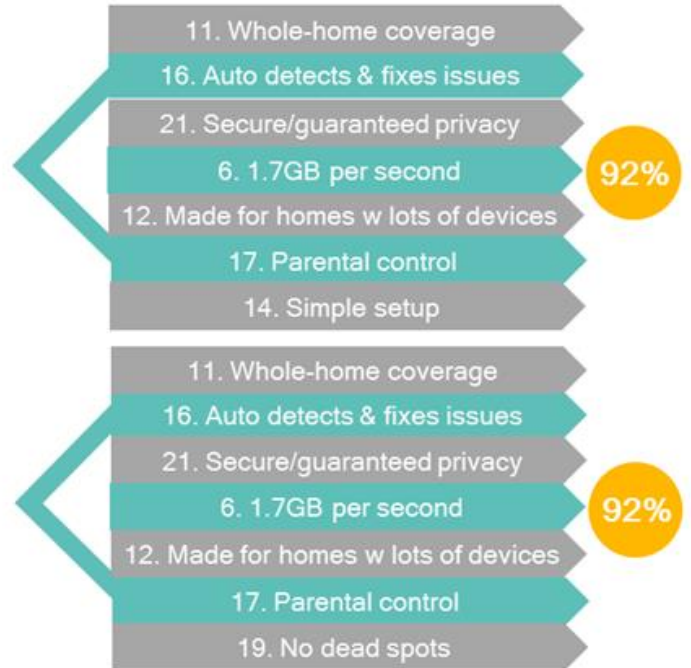 11. Whole-home coverage
16. Auto detects & fixes issues
21. Secure/guaranteed privacy
6. 1.7GB per second
92%
12. Made for homes w lots of devices
17. Parental control
14. Simple setup
11. Whole-home coverage
16. Auto detects & fixes issues
21. Secure/guaranteed privacy
6. 1.7GB per second
92%
12. Made for homes w lots of devices
17. Parental control
19. No dead spots